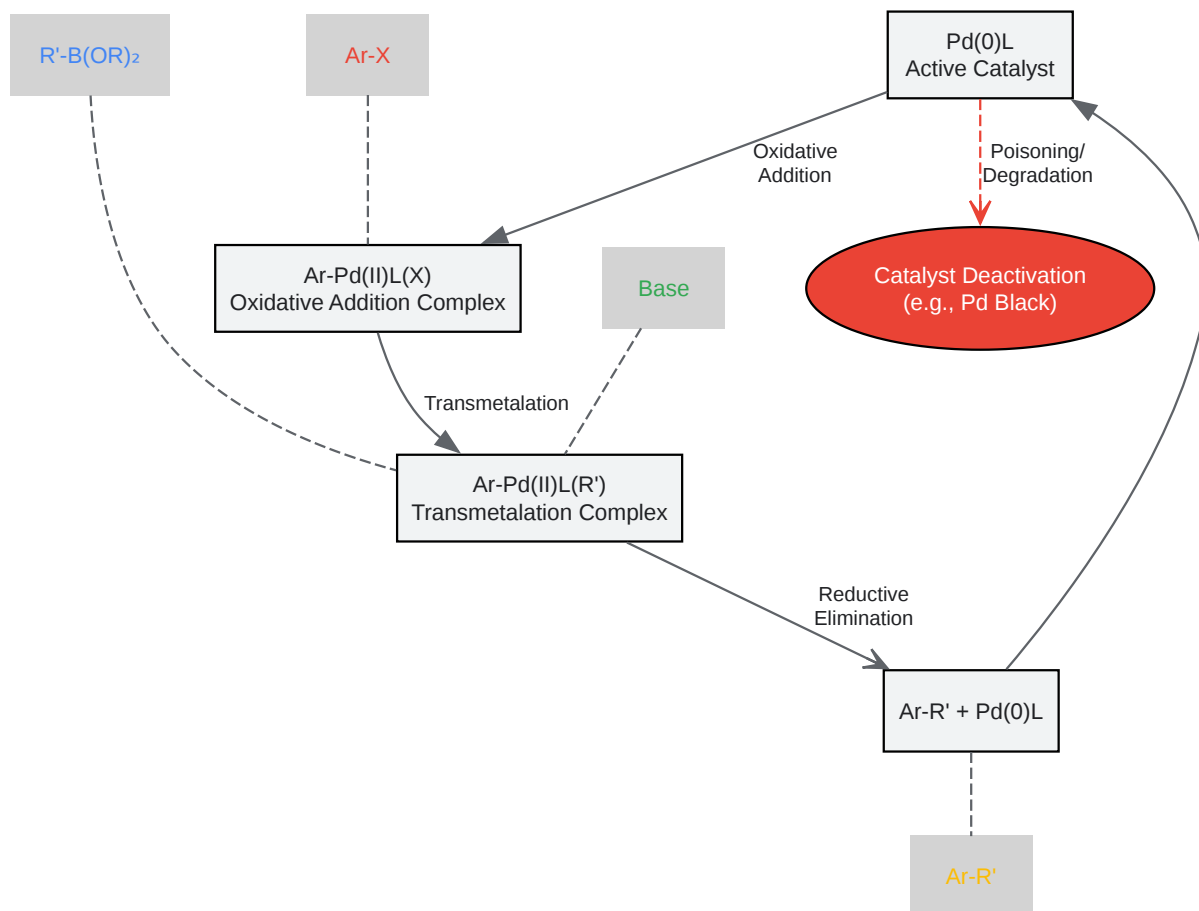 R'-B(OR)₂
Ar-X
Pd(0)L
Active Catalyst
Oxidative
Addition
Poisoning/
Degradation
Ar-Pd(II)L(X)
Oxidative Addition Complex
Base
Catalyst Deactivation
(e.g., Pd Black)
Transmetalation
Ar-Pd(II)L(R')
Transmetalation Complex
Reductive
Elimination
Ar-R' + Pd(0)L
Ar-R'